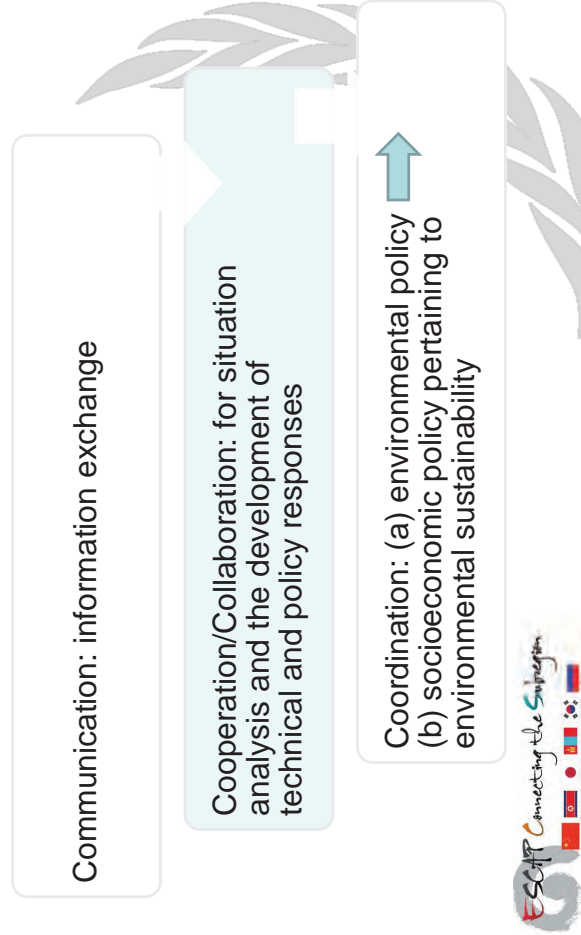 Communication: information exchange
Cooperation/Collaboration: for situation
analysis and the development of
technical and policy responses
Coordination: (a) environmental policy
(b) socioeconomic policy pertaining to
environmental sustainability
ESCAP Connecting the Subregion